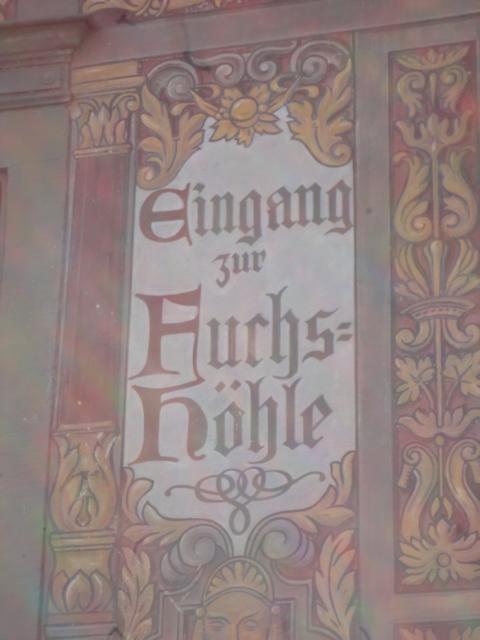 Eingang
zur
Fuchs=
höhle